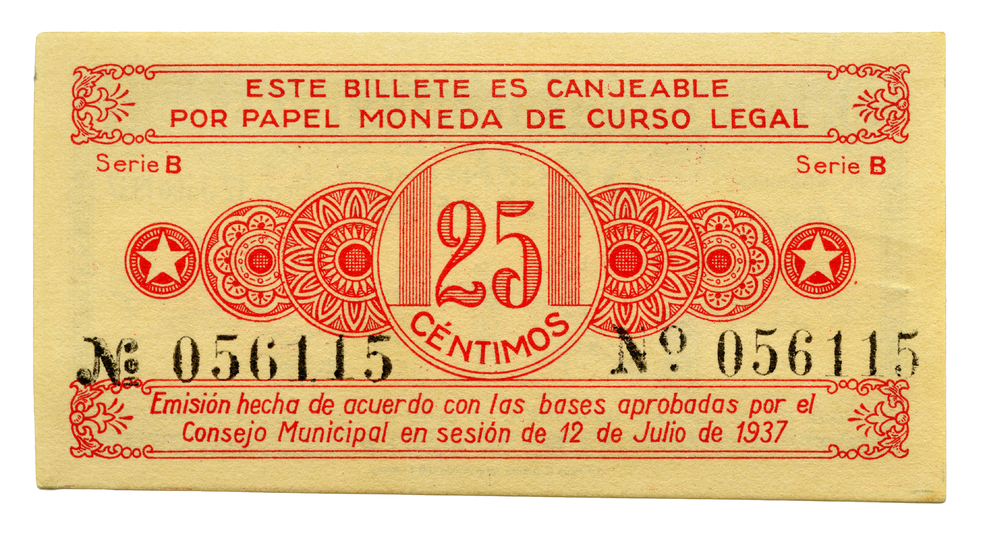 ESTE BILLETE ES CANJEABLE
POR PAPEL MONEDA DE CURSO LEGAL
Serie B Serie B
25
CÉNTIMOS
Nº 056115 Nº 056115
Emisión hecha de acuerdo con las bases aprobadas por el
Consejo Municipal en sesión de 12 de Julio de 1937